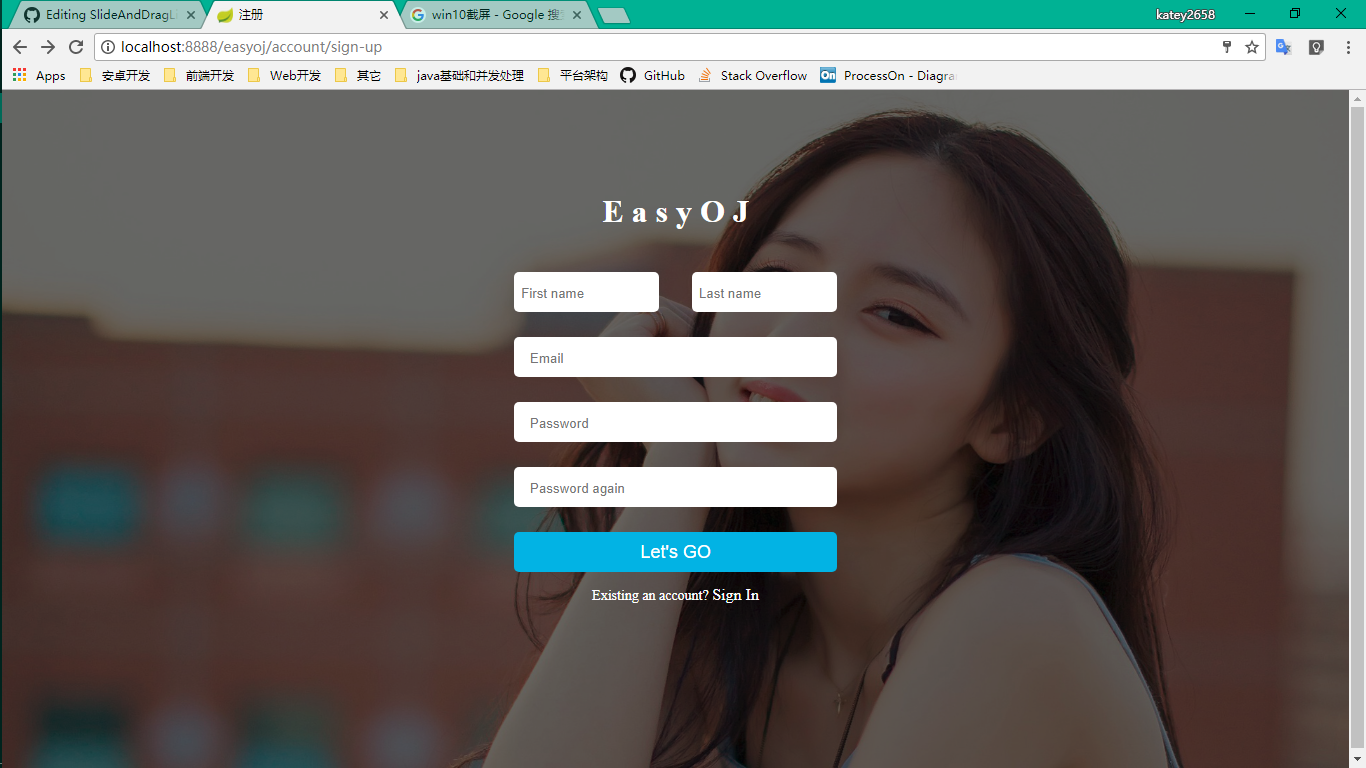 Editing SlideAndDragLi
注册
win10截屏 - Google 搜
katey2658
localhost:8888/easyoj/account/sign-up
Apps 安卓开发 前端开发 Web开发 其它 java基础和并发处理 平台架构 GitHub Stack Overflow On ProcessOn - Diagra
EasyOJ
First name Last name
Email
Password
Password again
Let's GO
Existing an account? Sign In